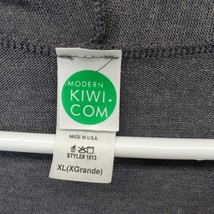 MODERN
KIWI.
COM
MADE IN U.S.A
STYLE# 1813
XL(XGrande)